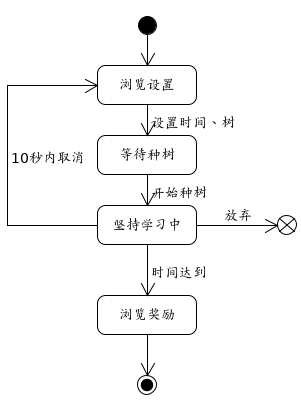 浏览设置
设置时间、树
等待种树
10秒内取消
开始种树
坚持学习中
放弃
时间达到
浏览奖励